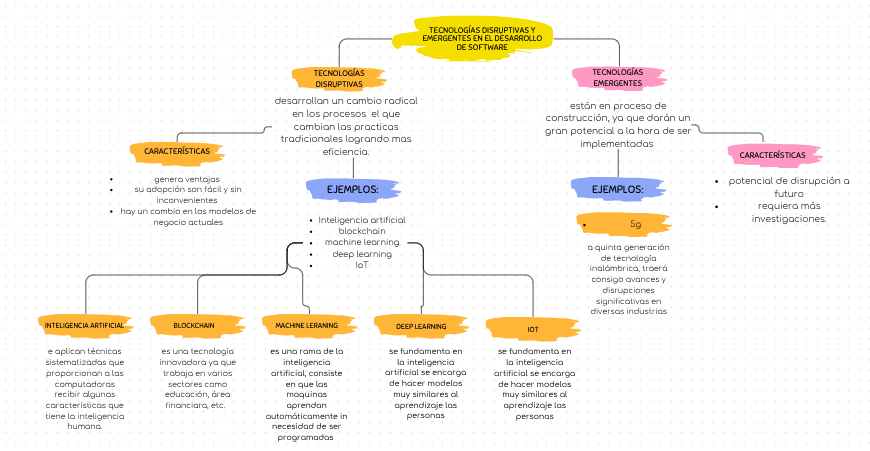 TECNOLOGÍAS DISRUPTIVAS Y
EMERGENTES EN EL DESARROLLO
DE SOFTWARE
TECNOLOGÍAS
DISRUPTIVAS
desarrollan un cambio radical
en los procesos el que
cambian las practicas
tradicionales logrando mas
eficiencia.
CARACTERÍSTICAS
genera ventajas
su adopción son fácil y sin
inconvenientes
hay un cambio en los modelos de
negocio actuales
EJEMPLOS:
Inteligencia artificial
blockchain
machine learning
deep learning
IoT
INTELIGENCIA ARTIFICIAL
e aplican técnicas
sistematizadas que
proporcionan a las
computadoras
recibir algunas
características que
tiene la inteligencia
humana.
BLOCKCHAIN
es una tecnología
innovadora ya que
trabaja en varios
sectores como
educación, área
financiara, etc.
MACHINE LERANING
es una rama de la
inteligencia
artificial, consiste
en que las
maquinas
aprendan
automáticamente in
necesidad de ser
programadas
DEEP LEARNING
se fundamenta en
la inteligencia
artificial se encarga
de hacer modelos
muy similares al
aprendizaje las
personas
IOT
se fundamenta en
la inteligencia
artificial se encarga
de hacer modelos
muy similares al
aprendizaje las
personas
TECNOLOGÍAS
EMERGENTES
están en proceso de
construcción, ya que darán un
gran potencial a la hora de ser
implementadas
EJEMPLOS:
5g
a quinta generación
de tecnología
inalámbrica, traerá
consigo avances y
disrupciones
significativas en
diversas industrias
CARACTERÍSTICAS
potencial de disrupción a
futuro
requiera más
investigaciones.